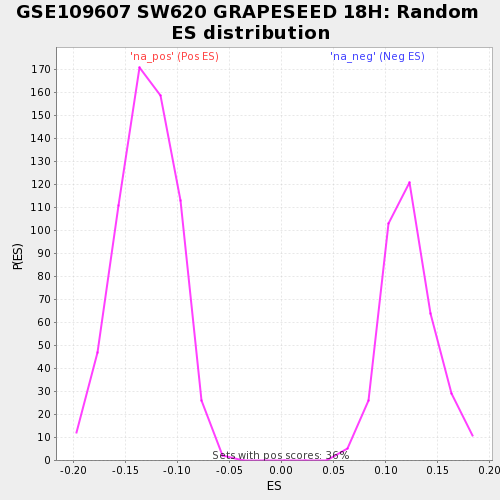 GSE109607 SW620 GRAPESEED 18H: Random
ES distribution
'na_pos' (Pos ES)
'na_neg' (Neg ES)
170
160
150
140
130
120
110
100
90
80
70
60
50
40
30
20
10
0
P(ES)
Sets with pos scores: 36%
-0.20 -0.15 -0.10 -0.05 0.00 0.05 0.10 0.15 0.20
ES